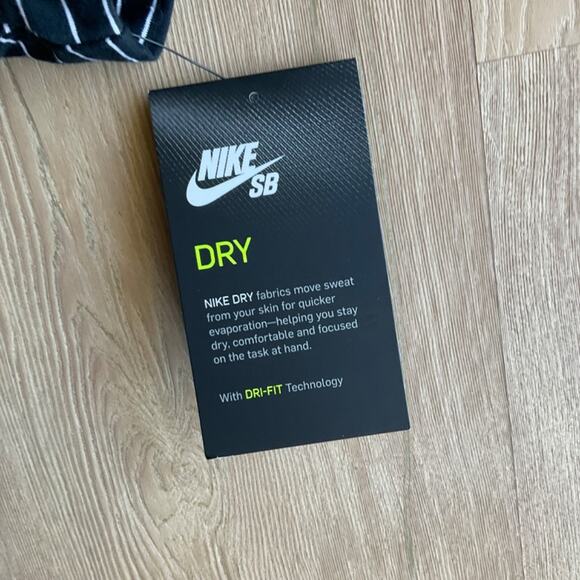 NIKE
SB
DRY
NIKE DRY fabrics move sweat
from your skin for quicker
evaporation—helping you stay
dry, comfortable and focused
on the task at hand.
With DRI-FIT Technology